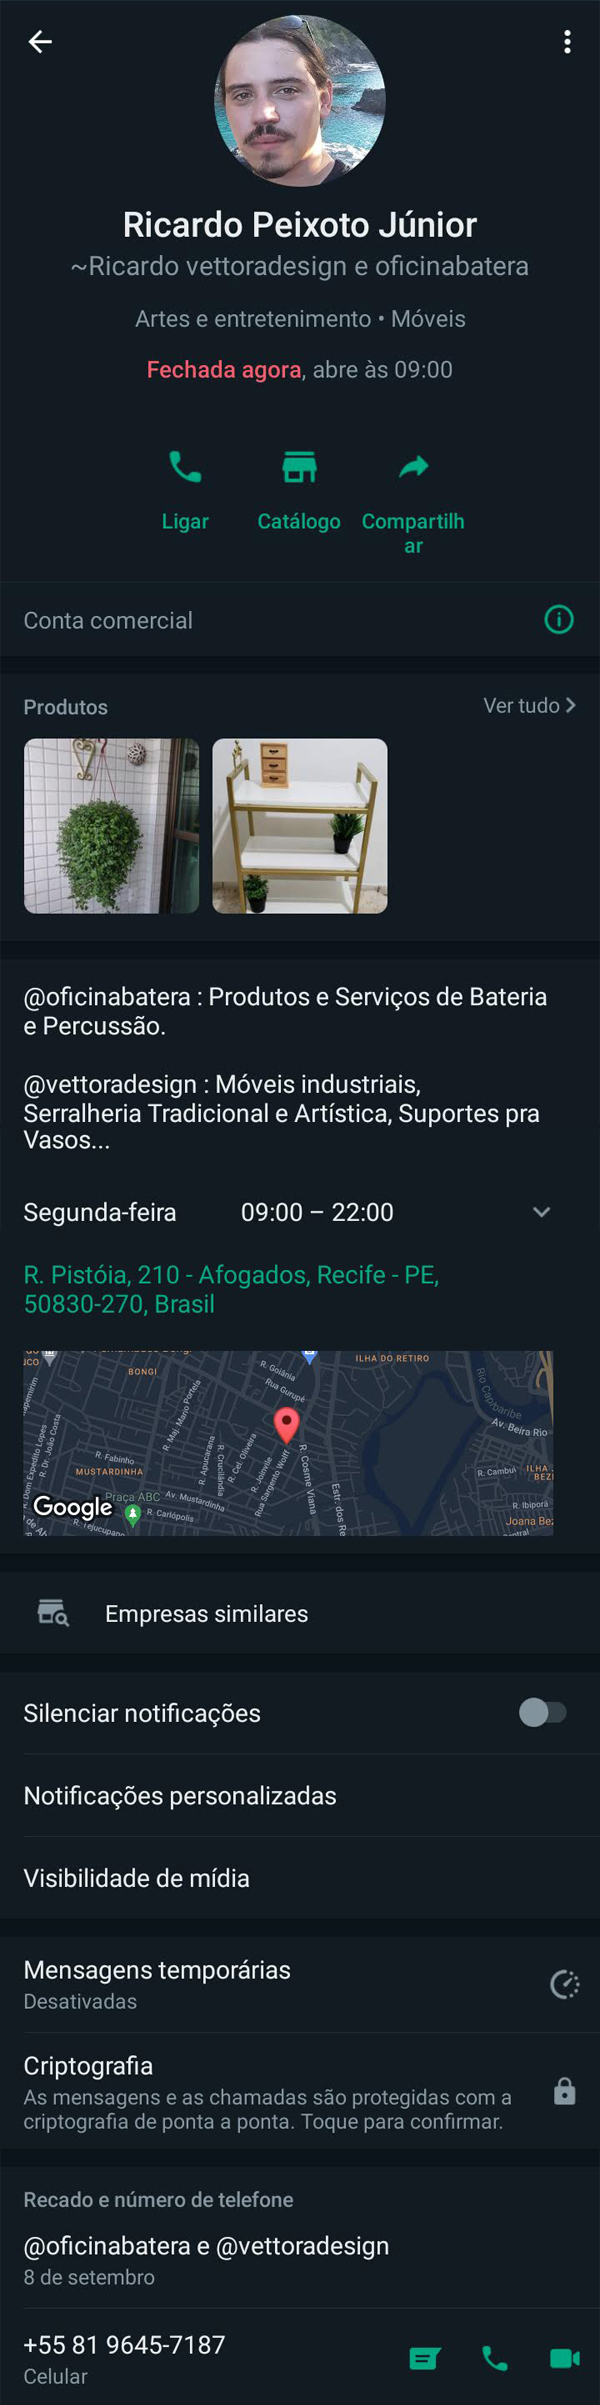 Ricardo Peixoto Júnior
~Ricardo vettoradesign e oficinabatera
Artes e entretenimento • Móveis
Fechada agora, abre às 09:00
Ligar
Catálogo
Compartilh
ar
Conta comercial
Produtos
Ver tudo
@oficinabatera : Produtos e Serviços de Bateria
e Percussão.
@vettoradesign : Móveis industriais,
Serralheria Tradicional e Artística, Suportes pra
Vasos...
Segunda-feira 09:00 – 22:00
R. Pistóia, 210 - Afogados, Recife - PE,
50830-270, Brasil
BONGI
R. Goiânia
Rua Gurupé
ILHA DO RETIRO
Rio Capibaribe
Av. Beira Rio
R. Maj. Mario Portela
R. Dr. João Costa
R. Fabinho
MUSTARDINHA
R. Apucarana
R. Crucilândia
R. Cel. Oliveira
R. Joinvile
Rua Sargento Wolff
R. Cosme Viana
Estr. dos Re
R. Cambuí
ILHA
BEZI
Praça ABC
Av. Mustardinha
R. Carlópolis
R. Ibiporã
Joana Bez
Google
Empresas similares
Silenciar notificações
Notificações personalizadas
Visibilidade de mídia
Mensagens temporárias
Desativadas
Criptografia
As mensagens e as chamadas são protegidas com a
criptografia de ponta a ponta. Toque para confirmar.
Recado e número de telefone
@oficinabatera e @vettoradesign
8 de setembro
+55 81 9645-7187
Celular